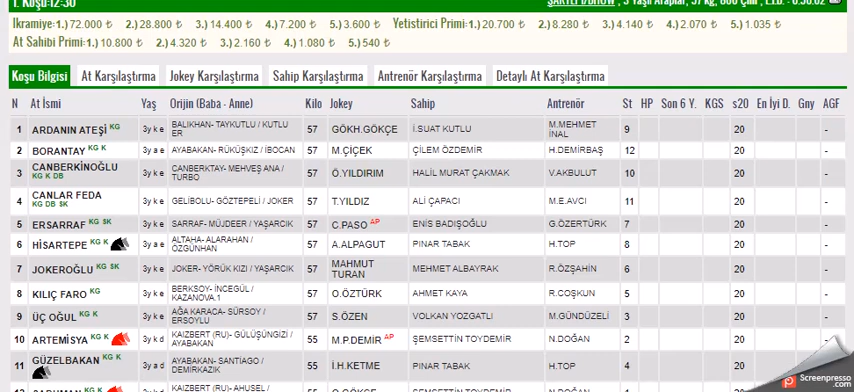 1. Koşu:12:30 ŞARTLI 1/DHÖW , 3 Yaşlı Araplar, 57 kg, 800 Çim , E.İ.D. - 0.56.02
İkramiye: 1.) 72.000 ₺ 2.) 28.800 ₺ 3.) 14.400 ₺ 4.) 7.200 ₺ 5.) 3.600 ₺ Yetistirici Primi: 1.) 20.700 ₺ 2.) 8.280 ₺ 3.) 4.140 ₺ 4.) 2.070 ₺ 5.) 1.035 ₺
At Sahibi Primi: 1.) 10.800 ₺ 2.) 4.320 ₺ 3.) 2.160 ₺ 4.) 1.080 ₺ 5.) 540 ₺
Koşu Bilgisi At Karşılaştırma Jokey Karşılaştırma Sahip Karşılaştırma Antrenör Karşılaştırma Detaylı At Karşılaştırma
N At İsmi Yaş Orijin (Baba - Anne) Kilo Jokey Sahip Antrenör St HP Son 6 Y. KGS s20 En İyi D. Gny AGF
1 ARDANIN ATEŞİ KG 3y k e BALIKHAN- TAYKUTLU / KUTLU ER 57 GÖKH.GÖKÇE İ.SUAT KUTLU M.MEHMET İNAL 9 20 -
2 BORANTAY KG K 3y a e AYABAKAN- RÜKÜŞKIZ / İBOCAN 57 M.ÇİÇEK ÇİLEM ÖZDEMİR H.DEMİRBAŞ 12 20 -
3 CANBERKİNOĞLU KG K DB 3y k e CANBERKTAY- MEHVEŞ ANA / TURBO 57 Ö.YILDIRIM HALİL MURAT ÇAKMAK V.AKBULUT 10 20 -
4 CANLAR FEDA KG DB SK 3y k e GELİBOLU- GÖZTEPELİ / JOKER 57 T.YILDIZ ALİ ÇAPACI M.E.AVCI 11 20 -
5 ERSARRAF KG SK 3y k e SARRAF- MÜJDEER / YAŞARCIK 57 C.PASO AP ENİS BADIŞOĞLU G.ÖZERTÜRK 7 20 -
6 HİSARTEPE KG K 3y a e ALTAHA- ALARAHAN / ÖZGÜNHAN 57 A.ALPAGUT PINAR TABAK H.TOP 8 20 -
7 JOKEROĞLU KG SK 3y k e JOKER- YÖRÜK KIZI / YAŞARCIK 57 MAHMUT TURAN MEHMET ALBAYRAK R.ÖZŞAHİN 6 20 -
8 KILIÇ FARO KG 3y k e BERKSOY- İNCEGÜL / KAZANOVA.1 57 O.ÖZTÜRK AHMET KAYA R.COŞKUN 5 20 -
9 ÜÇ OĞUL KG K 3y k e AĞA KARACA- SÜRSOY / ERSOYLU 57 S.ÖZEN VOLKAN YOZGATLI M.GÜNDÜZELİ 3 20 -
10 ARTEMİSYA KG K 3y k d KAIZBERT (RU)- GÜLÜŞÜNGİZİ / AYABAKAN 55 M.P.DEMİR AP ŞEMSETTİN TOYDEMİR N.DOĞAN 2 20 -
11 GÜZELBAKAN KG K 3y a d AYABAKAN- SANTİAGO / DEMİRKAZIK 55 İ.H.KETME PINAR TABAK H.TOP 4 20 -
KAIZBERT (RU)- AHUSEL /
Screenpresso
.com